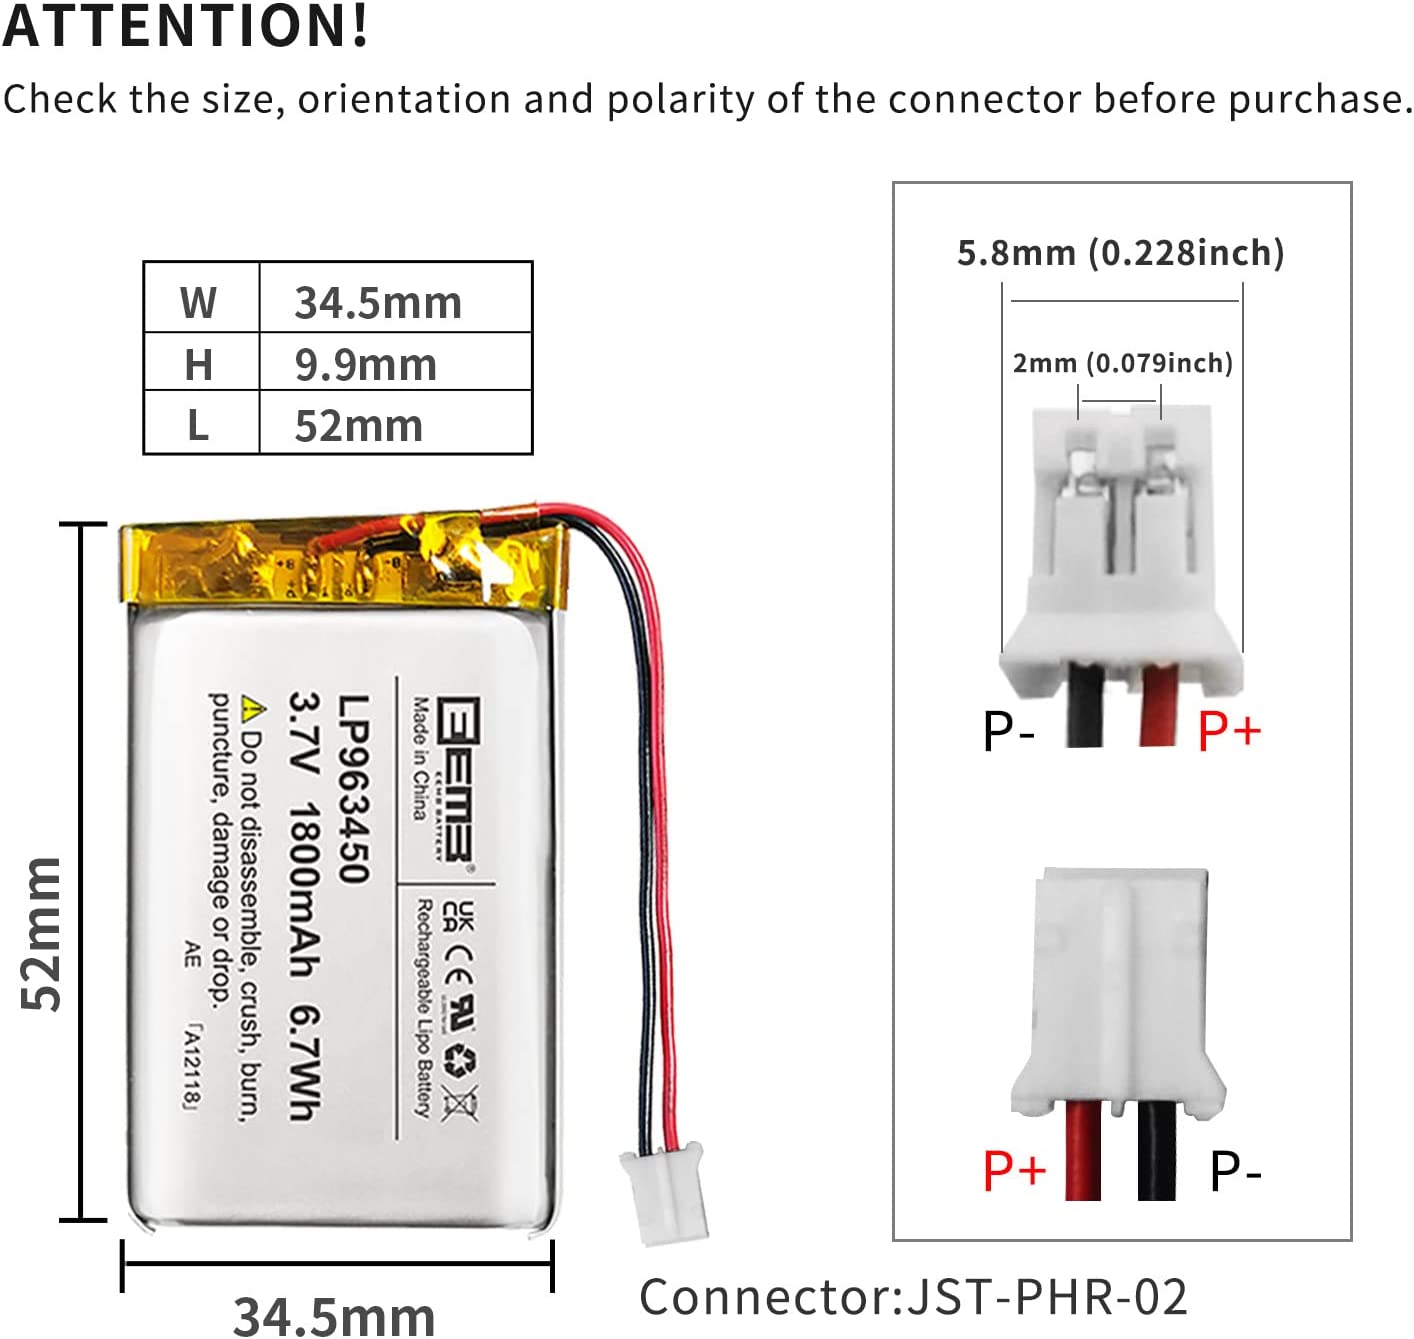 ATTENTION!
Check the size, orientation and polarity of the connector before purchase.
W 34.5mm
H 9.9mm
L 52mm
5.8mm (0.228inch)
2mm (0.079inch)
P- P+
P+ P-
52mm
34.5mm
EEMB®
EEMB BATTERY
Made in China
UK CA CE
Rechargeable Lipo Battery
LP963450
3.7V 1800mAh 6.7Wh
Do not disassemble, crush, burn,
puncture, damage or drop.
AE 「A12118」
+B
-B
Connector:JST-PHR-02